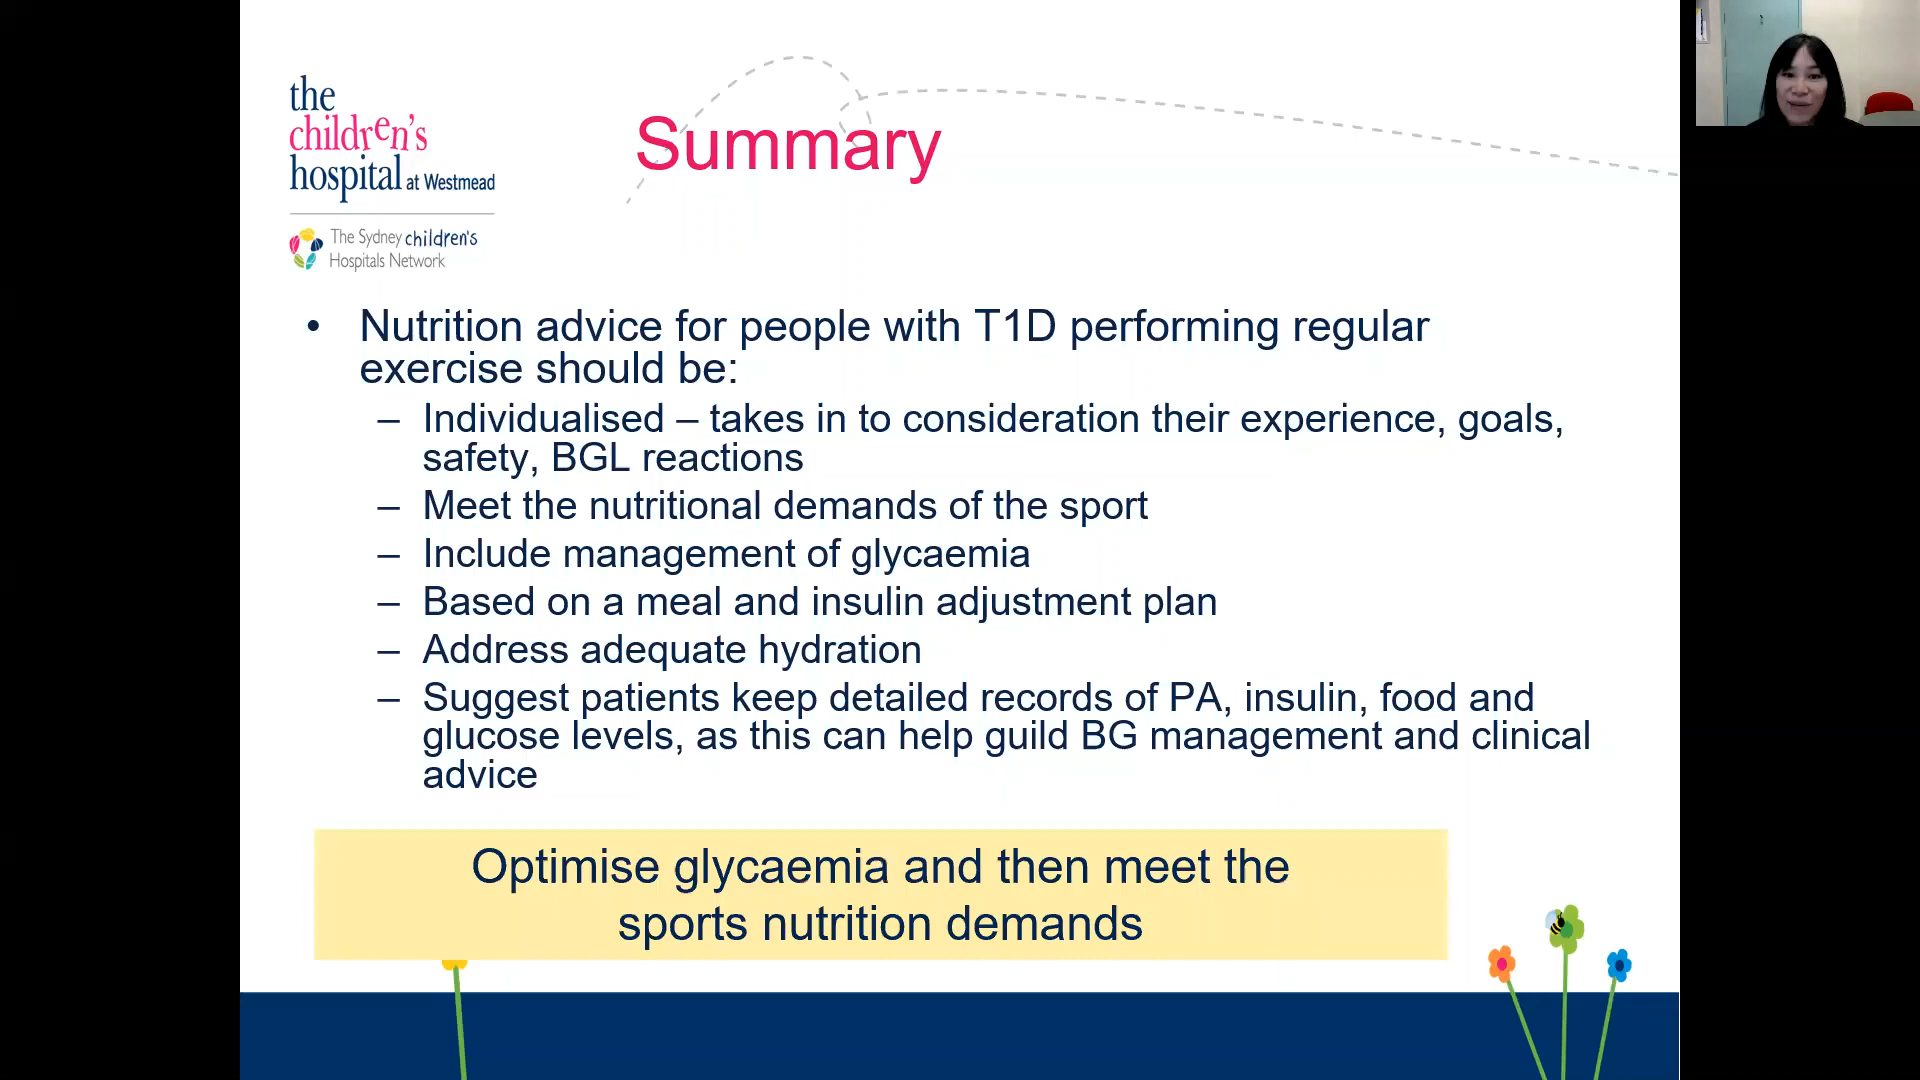 the
children's
hospital at Westmead
The Sydney children's
Hospitals Network
Summary
• Nutrition advice for people with T1D performing regular
exercise should be:
– Individualised – takes in to consideration their experience, goals,
safety, BGL reactions
– Meet the nutritional demands of the sport
– Include management of glycaemia
– Based on a meal and insulin adjustment plan
– Address adequate hydration
– Suggest patients keep detailed records of PA, insulin, food and
glucose levels, as this can help guild BG management and clinical
advice
Optimise glycaemia and then meet the
sports nutrition demands